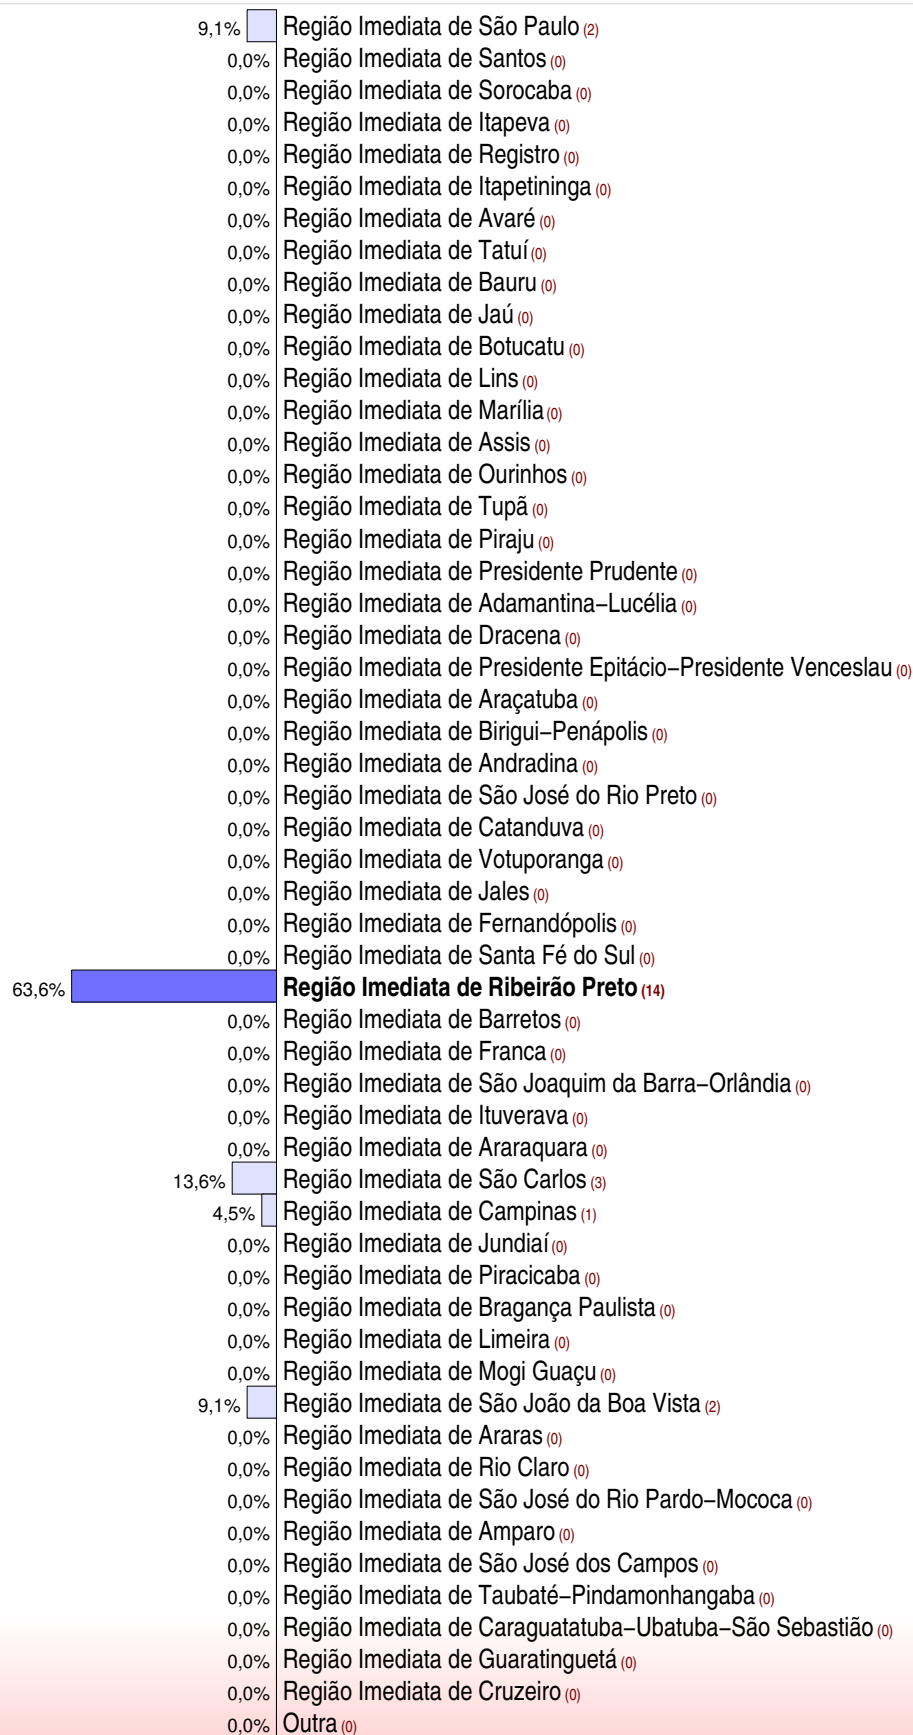 9,1% Região Imediata de São Paulo (2)
0,0% Região Imediata de Santos (0)
0,0% Região Imediata de Sorocaba (0)
0,0% Região Imediata de Itapeva (0)
0,0% Região Imediata de Registro (0)
0,0% Região Imediata de Itapetininga (0)
0,0% Região Imediata de Avaré (0)
0,0% Região Imediata de Tatuí (0)
0,0% Região Imediata de Bauru (0)
0,0% Região Imediata de Jaú (0)
0,0% Região Imediata de Botucatu (0)
0,0% Região Imediata de Lins (0)
0,0% Região Imediata de Marília (0)
0,0% Região Imediata de Assis (0)
0,0% Região Imediata de Ourinhos (0)
0,0% Região Imediata de Tupã (0)
0,0% Região Imediata de Piraju (0)
0,0% Região Imediata de Presidente Prudente (0)
0,0% Região Imediata de Adamantina−Lucélia (0)
0,0% Região Imediata de Dracena (0)
0,0% Região Imediata de Presidente Epitácio−Presidente Venceslau (0)
0,0% Região Imediata de Araçatuba (0)
0,0% Região Imediata de Birigui−Penápolis (0)
0,0% Região Imediata de Andradina (0)
0,0% Região Imediata de São José do Rio Preto (0)
0,0% Região Imediata de Catanduva (0)
0,0% Região Imediata de Votuporanga (0)
0,0% Região Imediata de Jales (0)
0,0% Região Imediata de Fernandópolis (0)
0,0% Região Imediata de Santa Fé do Sul (0)
63,6% Região Imediata de Ribeirão Preto (14)
0,0% Região Imediata de Barretos (0)
0,0% Região Imediata de Franca (0)
0,0% Região Imediata de São Joaquim da Barra−Orlândia (0)
0,0% Região Imediata de Ituverava (0)
0,0% Região Imediata de Araraquara (0)
13,6% Região Imediata de São Carlos (3)
4,5% Região Imediata de Campinas (1)
0,0% Região Imediata de Jundiaí (0)
0,0% Região Imediata de Piracicaba (0)
0,0% Região Imediata de Bragança Paulista (0)
0,0% Região Imediata de Limeira (0)
0,0% Região Imediata de Mogi Guaçu (0)
9,1% Região Imediata de São João da Boa Vista (2)
0,0% Região Imediata de Araras (0)
0,0% Região Imediata de Rio Claro (0)
0,0% Região Imediata de São José do Rio Pardo−Mococa (0)
0,0% Região Imediata de Amparo (0)
0,0% Região Imediata de São José dos Campos (0)
0,0% Região Imediata de Taubaté−Pindamonhangaba (0)
0,0% Região Imediata de Caraguatatuba−Ubatuba−São Sebastião (0)
0,0% Região Imediata de Guaratinguetá (0)
0,0% Região Imediata de Cruzeiro (0)
0,0% Outra (0)